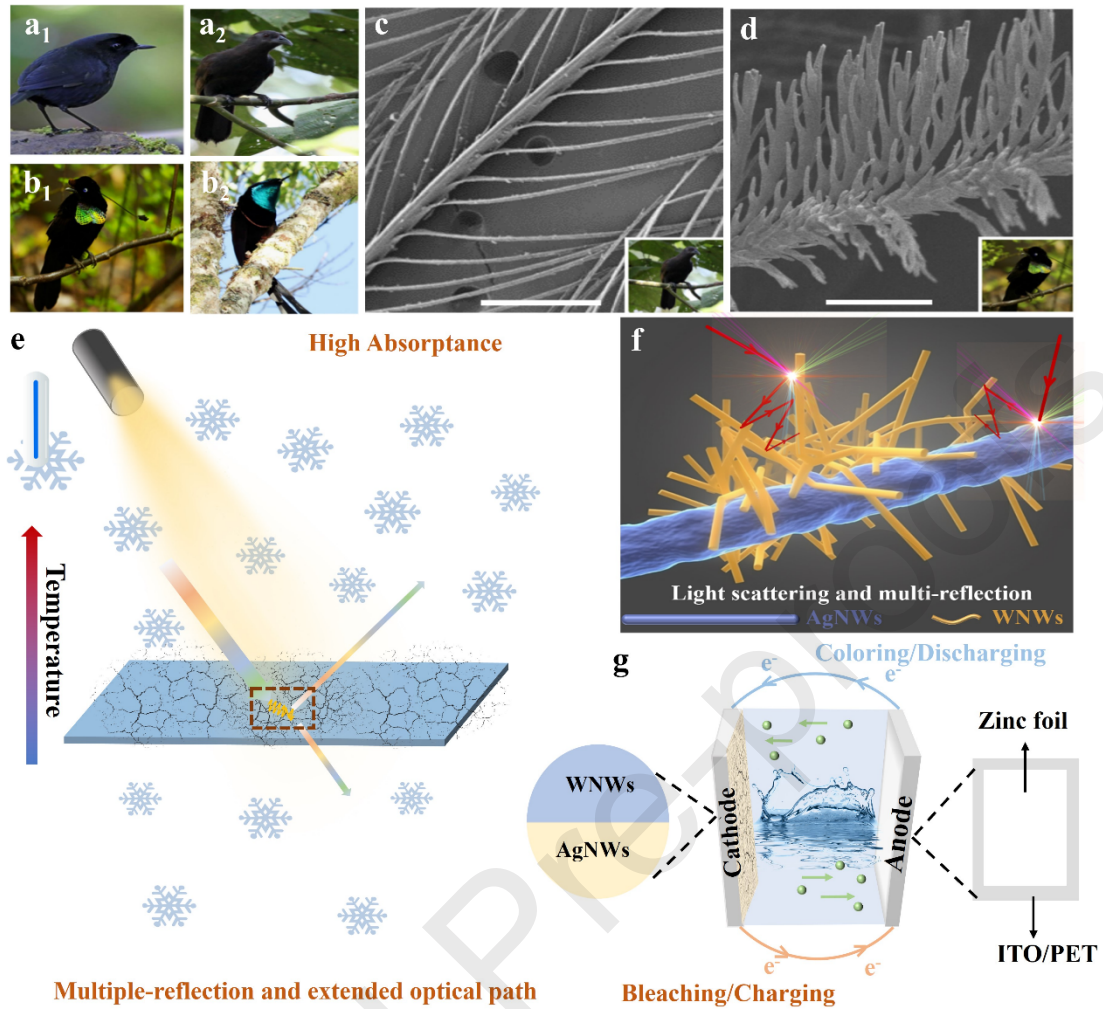 a1
a2
c
d
b1
b2
e
High Absorptance
f
Temperature
Light scattering and multi-reflection
AgNWs
WNWs
Coloring/Discharging
g
e-
e-
Zinc foil
WNWs
AgNWs
Cathode
Anode
ITO/PET
e-
e-
Multiple-reflection and extended optical path
Bleaching/Charging